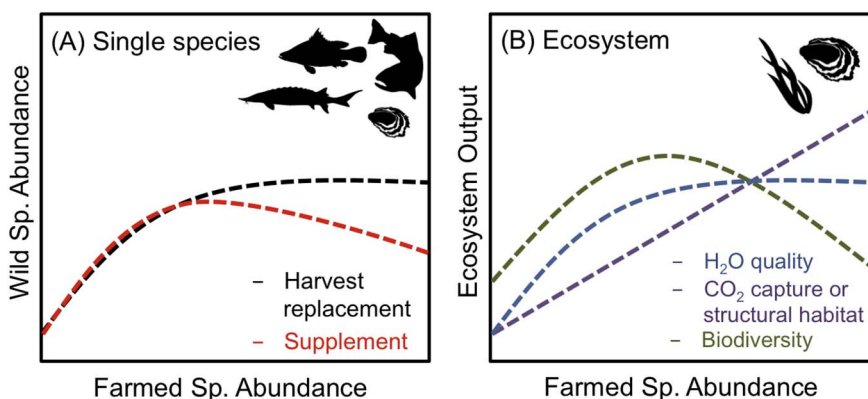 (A) Single species
Wild Sp. Abundance
– Harvest
replacement
– Supplement
Farmed Sp. Abundance
(B) Ecosystem
Ecosystem Output
– H₂O quality
– CO₂ capture or
structural habitat
– Biodiversity
Farmed Sp. Abundance